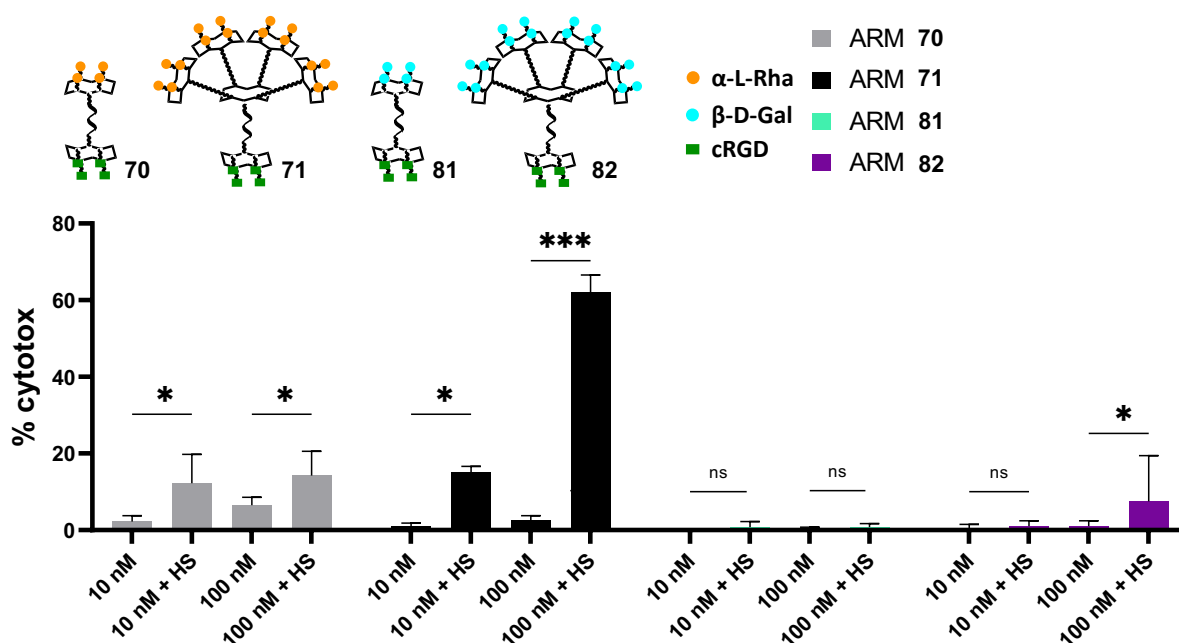 α-L-Rha
β-D-Gal
cRGD
ARM 70
ARM 71
ARM 81
ARM 82
70
71
81
82
% cytotox
80
60
40
20
0
*
*
*
***
ns
ns
ns
*
10 nM
10 nM + HS
100 nM
100 nM + HS
10 nM
10 nM + HS
100 nM
100 nM + HS
10 nM
10 nM + HS
100 nM
100 nM + HS
10 nM
10 nM + HS
100 nM
100 nM + HS